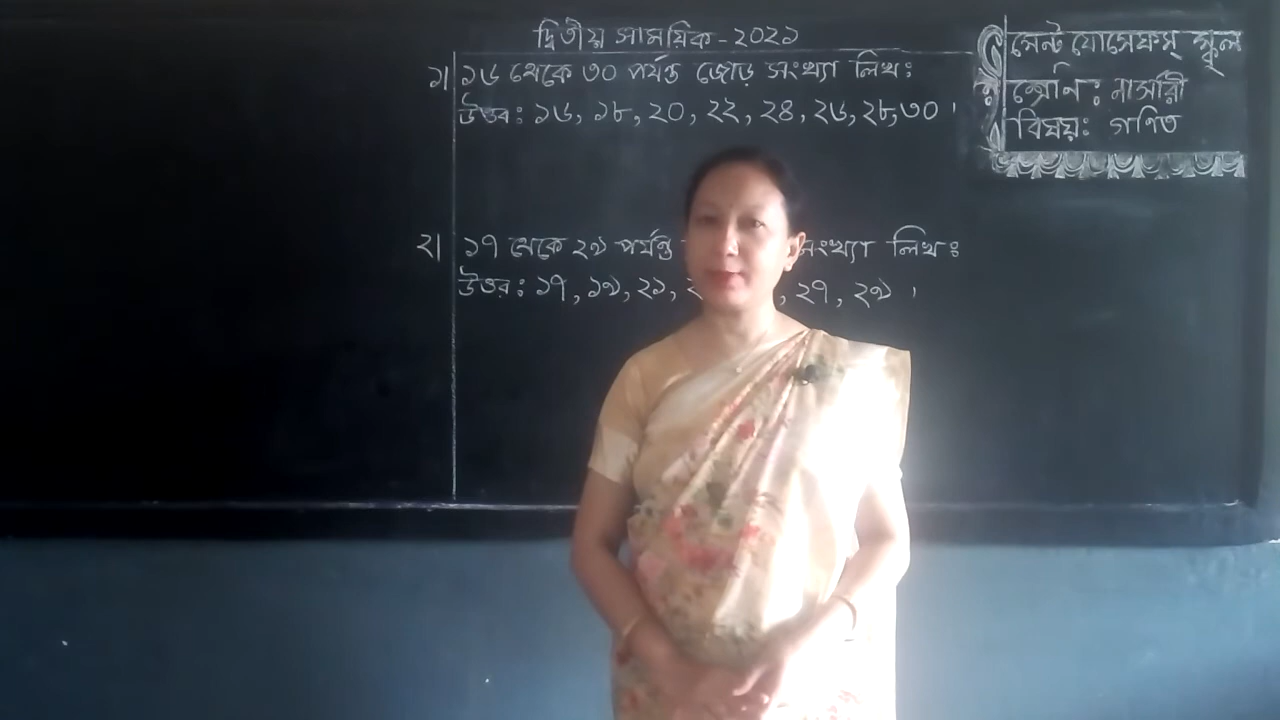 দ্বিতীয় সাময়িক - ২০২১
সেন্ট যোসেফস্ স্কুল
শ্রেণি : নার্সারী
বিষয়ঃ গণিত
১| ১৬ থেকে ৩০ পর্যন্ত জোড় সংখ্যা লিখ ঃ
উত্তর : ১৬, ১৮, ২০, ২২, ২৪, ২৬, ২৮, ৩০ ।
২| ১৭ থেকে ২৯ পর্যন্ত সংখ্যা লিখ ঃ
উত্তর : ১৭, ১৯, ২১, , ২৭, ২৯ ।